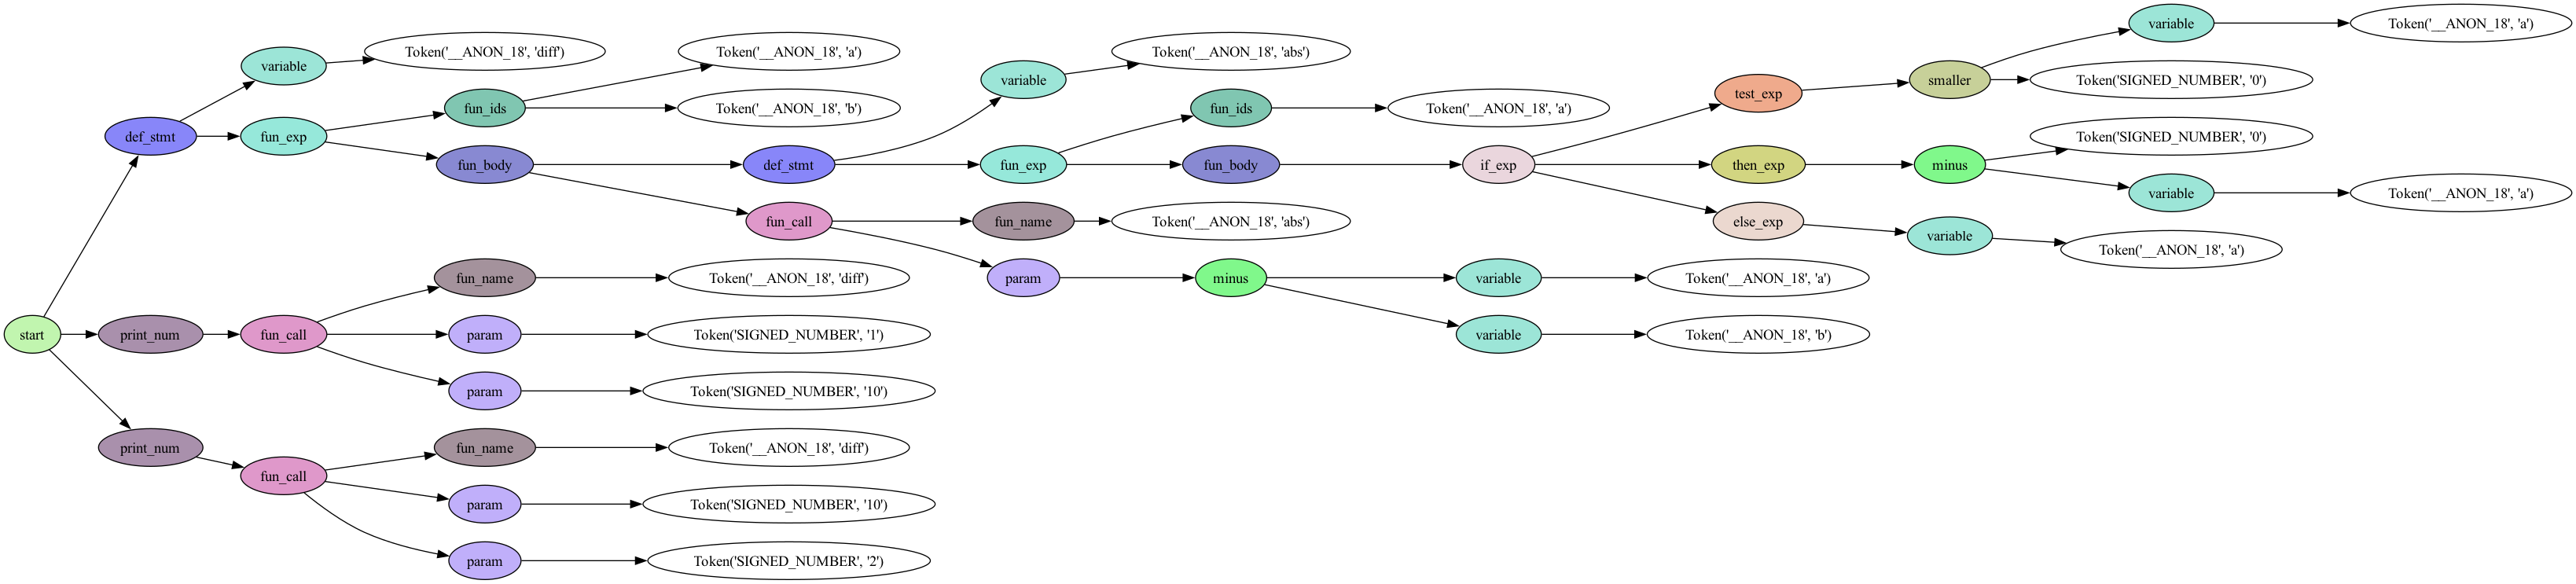 variable
Token('__ANON_18', 'a')
variable
Token('__ANON_18', 'diff')
Token('__ANON_18', 'a')
Token('__ANON_18', 'abs')
variable
variable
smaller
Token('SIGNED_NUMBER', '0')
test_exp
fun_ids
Token('__ANON_18', 'b')
fun_ids
Token('__ANON_18', 'a')
def_stmt
fun_exp
Token('SIGNED_NUMBER', '0')
fun_body
def_stmt
fun_exp
fun_body
if_exp
then_exp
minus
variable
Token('__ANON_18', 'a')
fun_call
fun_name
Token('__ANON_18', 'abs')
else_exp
variable
Token('__ANON_18', 'a')
fun_name
Token('__ANON_18', 'diff')
param
minus
variable
Token('__ANON_18', 'a')
start
print_num
fun_call
param
Token('SIGNED_NUMBER', '1')
variable
Token('__ANON_18', 'b')
param
Token('SIGNED_NUMBER', '10')
print_num
fun_name
Token('__ANON_18', 'diff')
fun_call
param
Token('SIGNED_NUMBER', '10')
param
Token('SIGNED_NUMBER', '2')